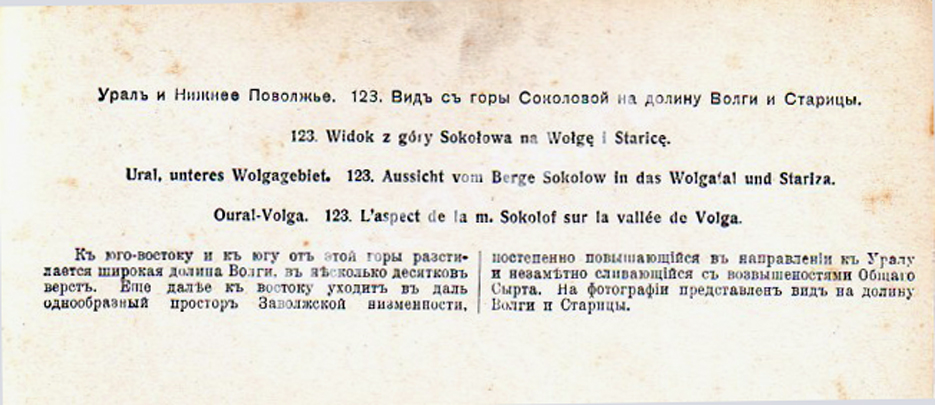 Уралъ и Нижнее Поволжье. 123. Видъ съ горы Соколовой на долину Волги и Старицы.
123. Widok z góry Sokołowa na Wołgę i Staricę.
Ural, unteres Wolgagebiet. 123. Aussicht vom Berge Sokolow in das Wolgatal und Stariza.
Oural-Volga. 123. L'aspect de la m. Sokolof sur la vallée de Volga.
Къ юго-востоку и къ югу отъ этой горы разсти-
лается широкая долина Волги, въ нѣсколько десятковъ
верстъ. Еще далѣе къ востоку уходитъ въ даль
однообразный просторъ Заволжской низменности,
постепенно повышающійся въ направленіи къ Уралу
и незамѣтно сливающійся съ возвышеностями Общаго
Сырта. На фотографіи представленъ видъ на долину
Волги и Старицы.